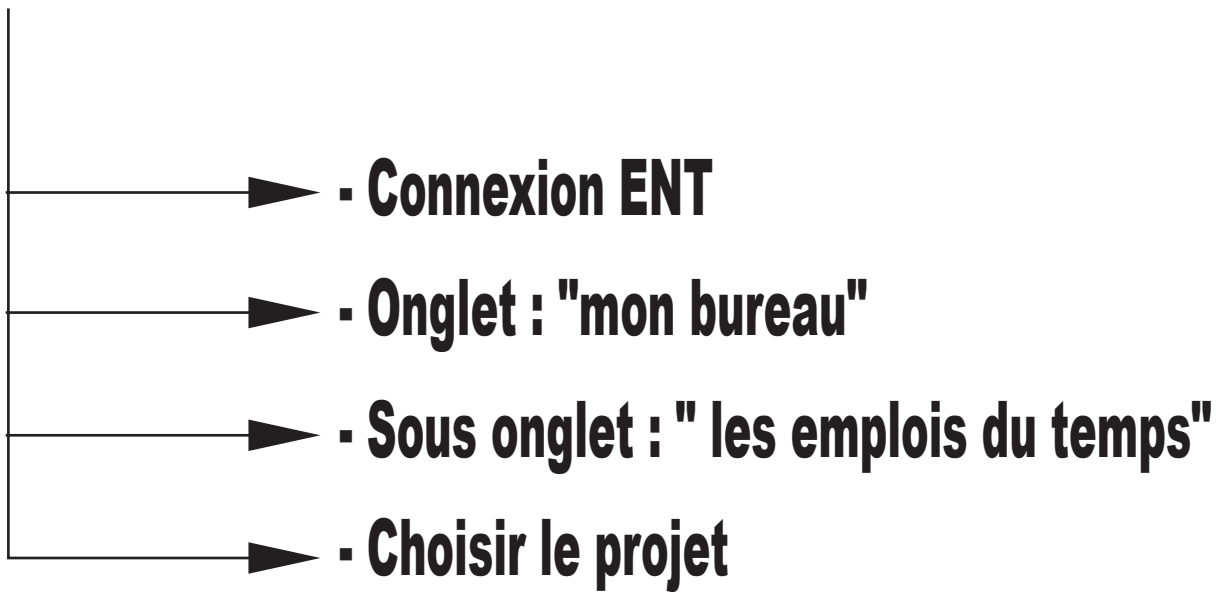 - Connexion ENT
- Onglet : "mon bureau"
- Sous onglet : " les emplois du temps"
- Choisir le projet